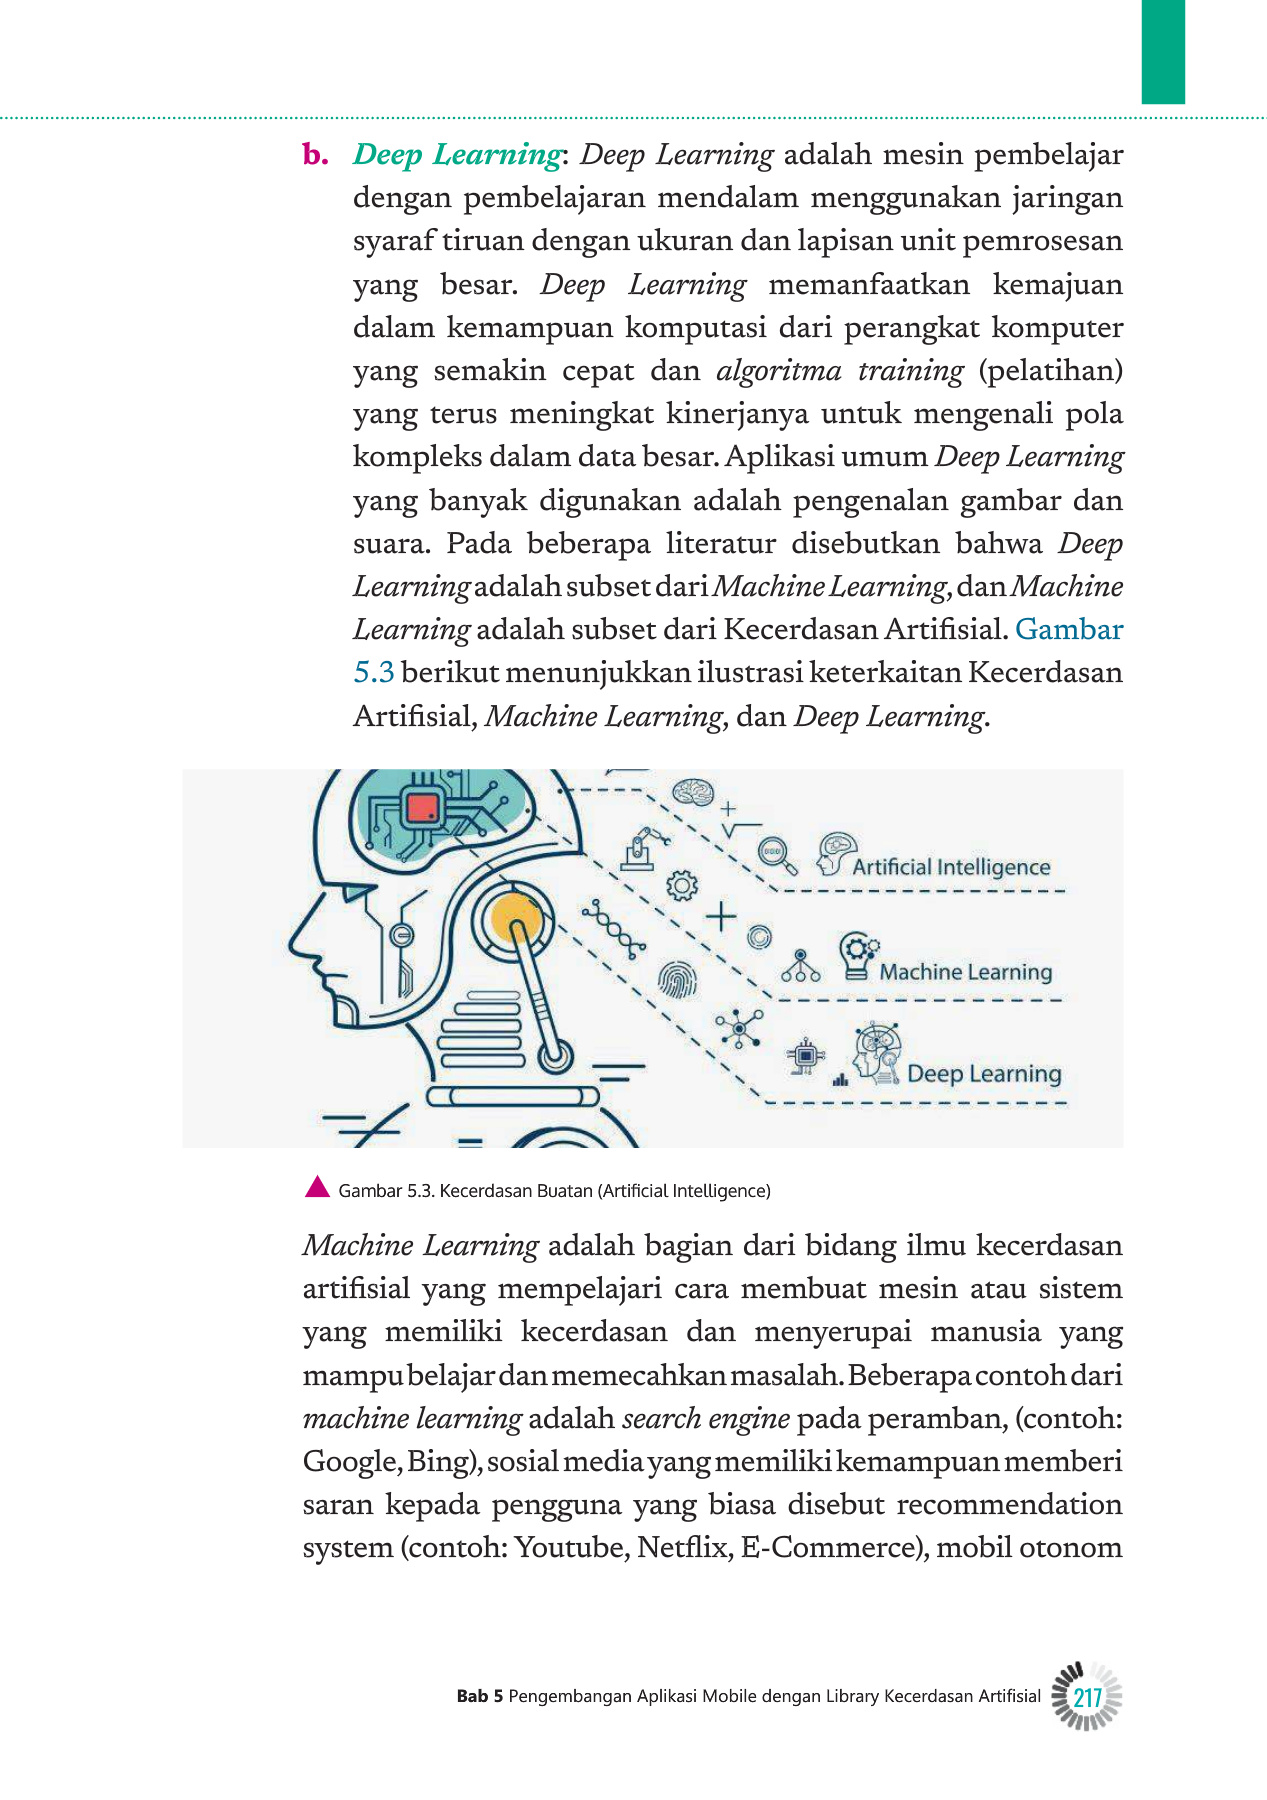 b. Deep Learning: Deep Learning adalah mesin pembelajar
dengan pembelajaran mendalam menggunakan jaringan
syaraf tiruan dengan ukuran dan lapisan unit pemrosesan
yang besar. Deep Learning memanfaatkan kemajuan
dalam kemampuan komputasi dari perangkat komputer
yang semakin cepat dan algoritma training (pelatihan)
yang terus meningkat kinerjanya untuk mengenali pola
kompleks dalam data besar. Aplikasi umum Deep Learning
yang banyak digunakan adalah pengenalan gambar dan
suara. Pada beberapa literatur disebutkan bahwa Deep
Learning adalah subset dari Machine Learning, dan Machine
Learning adalah subset dari Kecerdasan Artifisial. Gambar
5.3 berikut menunjukkan ilustrasi keterkaitan Kecerdasan
Artifisial, Machine Learning, dan Deep Learning.
Artificial Intelligence
Machine Learning
Deep Learning
Gambar 5.3. Kecerdasan Buatan (Artificial Intelligence)
Machine Learning adalah bagian dari bidang ilmu kecerdasan
artifisial yang mempelajari cara membuat mesin atau sistem
yang memiliki kecerdasan dan menyerupai manusia yang
mampu belajar dan memecahkan masalah. Beberapa contoh dari
machine learning adalah search engine pada peramban, (contoh:
Google, Bing), sosial media yang memiliki kemampuan memberi
saran kepada pengguna yang biasa disebut recommendation
system (contoh: Youtube, Netflix, E-Commerce), mobil otonom
Bab 5 Pengembangan Aplikasi Mobile dengan Library Kecerdasan Artifisial 217